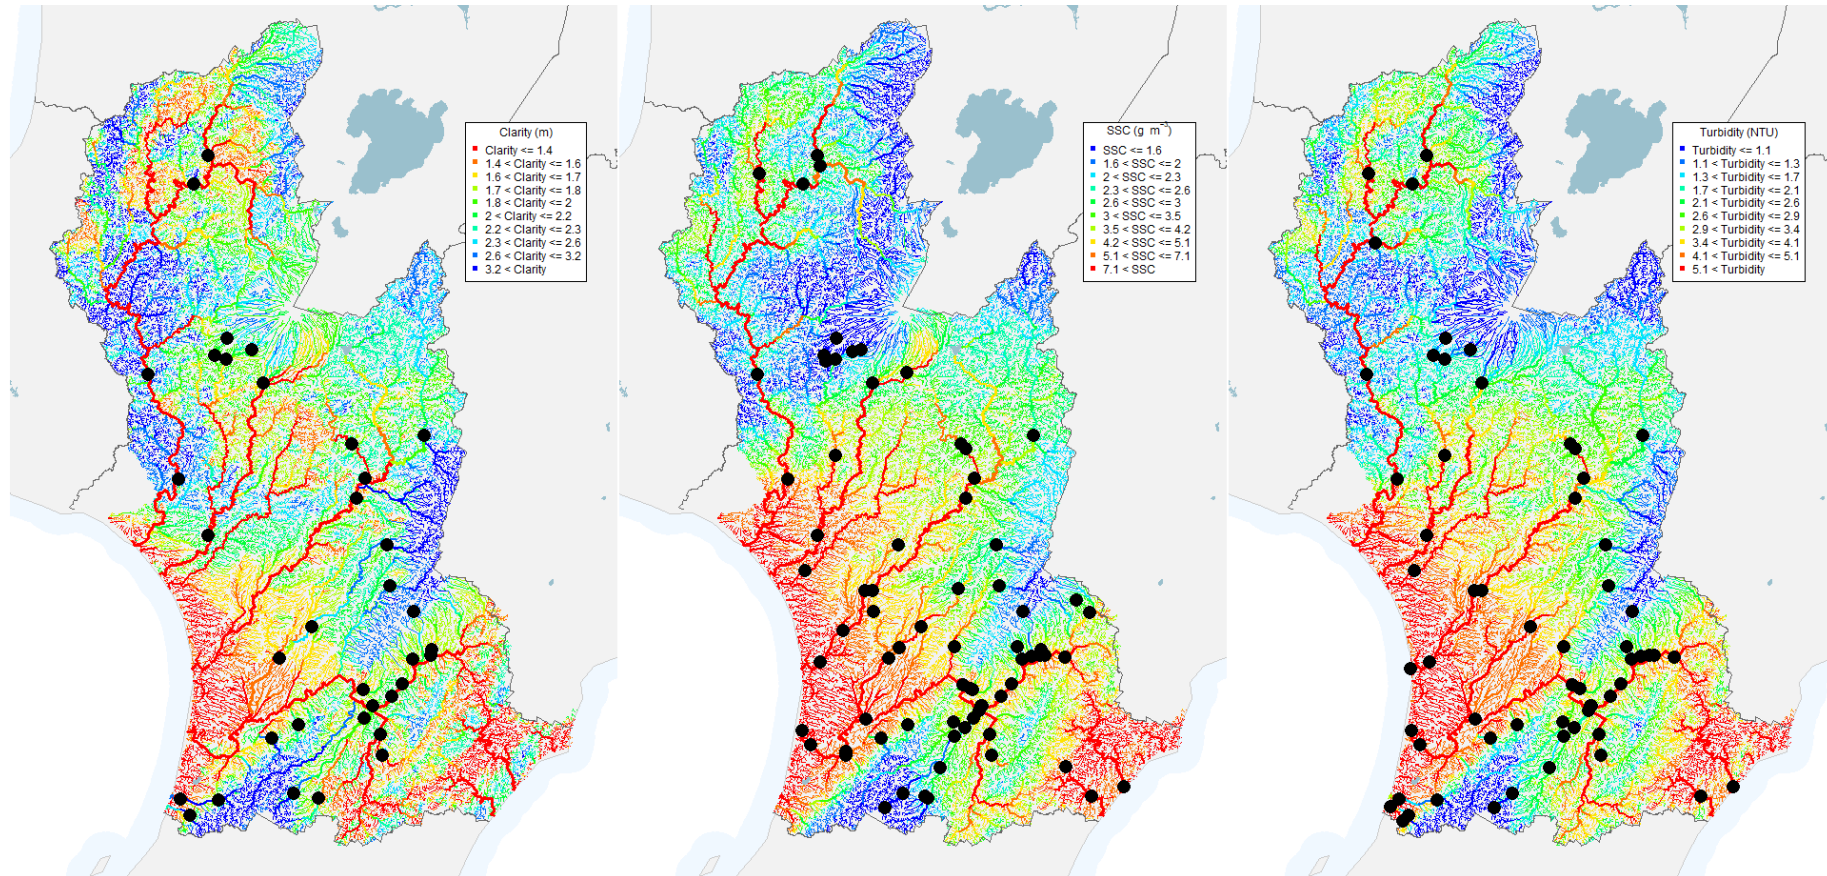 Clarity (m)
Clarity <= 1.4
1.4 < Clarity <= 1.6
1.6 < Clarity <= 1.7
1.7 < Clarity <= 1.8
1.8 < Clarity <= 2
2 < Clarity <= 2.2
2.2 < Clarity <= 2.3
2.3 < Clarity <= 2.6
2.6 < Clarity <= 3.2
3.2 < Clarity
SSC (g m⁻³)
SSC <= 1.6
1.6 < SSC <= 2
2 < SSC <= 2.3
2.3 < SSC <= 2.6
2.6 < SSC <= 3
3 < SSC <= 3.5
3.5 < SSC <= 4.2
4.2 < SSC <= 5.1
5.1 < SSC <= 7.1
7.1 < SSC
Turbidity (NTU)
Turbidity <= 1.1
1.1 < Turbidity <= 1.3
1.3 < Turbidity <= 1.7
1.7 < Turbidity <= 2.1
2.1 < Turbidity <= 2.6
2.6 < Turbidity <= 2.9
2.9 < Turbidity <= 3.4
3.4 < Turbidity <= 4.1
4.1 < Turbidity <= 5.1
5.1 < Turbidity